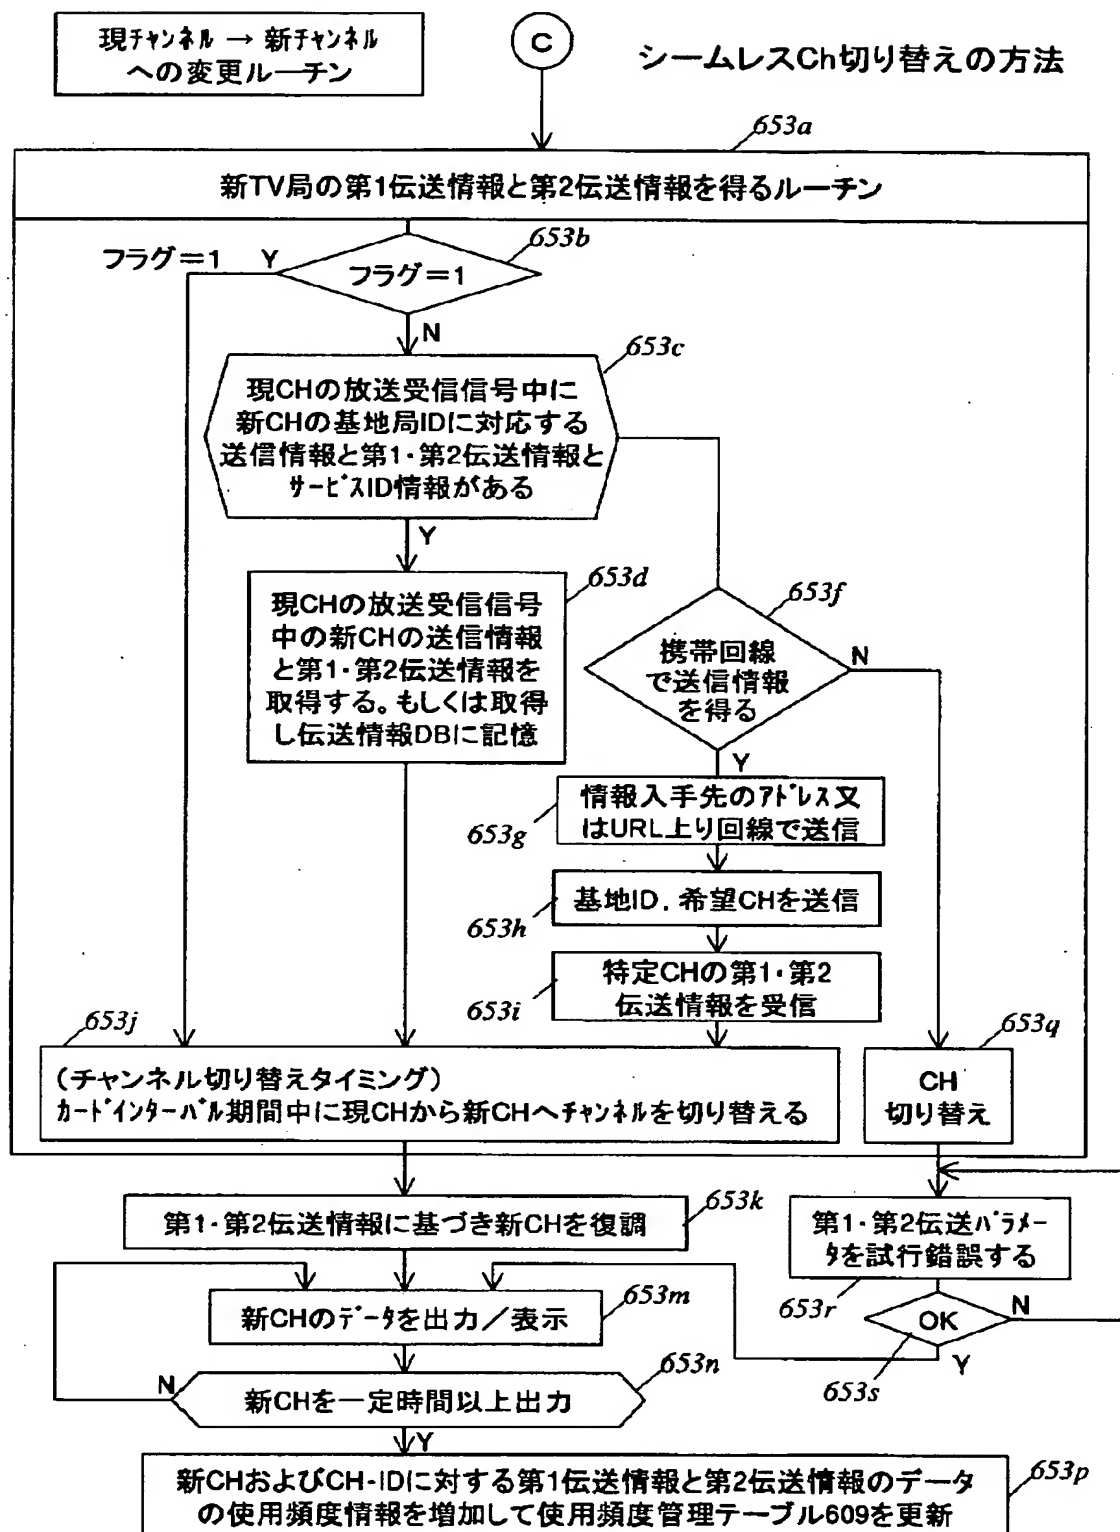 現チャンネル → 新チャンネル
への変更ルーチン
C
シームレスCh切り替えの方法
653a
新TV局の第1伝送情報と第2伝送情報を得るルーチン
653b
フラグ=1 Y
フラグ=1
N
653c
現CHの放送受信信号中に
新CHの基地局IDに対応する
送信情報と第1・第2伝送情報と
サービスID情報がある
Y
653d
現CHの放送受信信号
中の新CHの送信情報
と第1・第2伝送情報を
取得する。もしくは取得
し伝送情報DBに記憶
653f
携帯回線
で送信情報
を得る
N
Y
情報入手先のアドレス又
はURL上り回線で送信
653g
基地ID.希望CHを送信
653h
特定CHの第1・第2
伝送情報を受信
653i
653j
(チャンネル切り替えタイミング)
カードインターバル期間中に現CHから新CHへチャンネルを切り替える
653q
CH
切り替え
653k
第1・第2伝送情報に基づき新CHを復調
第1・第2伝送パラメー
タを試行錯誤する
653r
653m
新CHのデータを出力/表示
OK
N
Y
653s
653n
N
新CHを一定時間以上出力
Y
653p
新CHおよびCH-IDに対する第1伝送情報と第2伝送情報のデータ
の使用頻度情報を増加して使用頻度管理テーブル609を更新